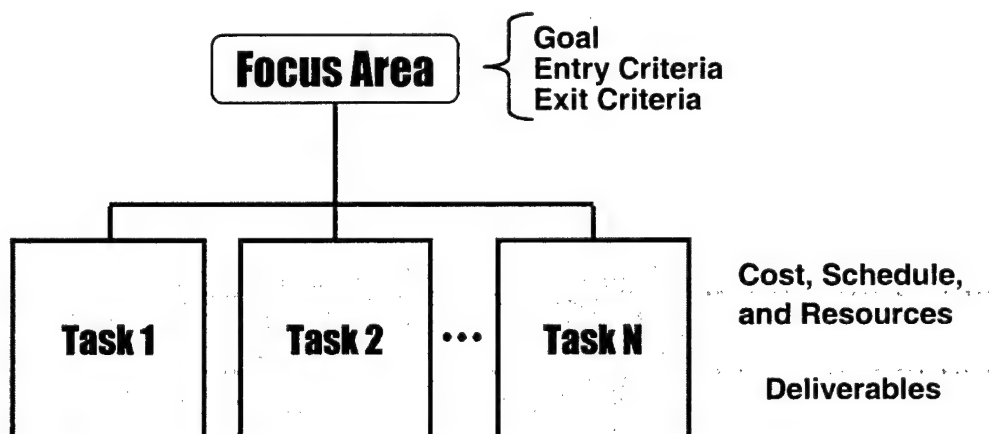 Focus Area
Goal
Entry Criteria
Exit Criteria
Task 1
Task 2
•••
Task N
Cost, Schedule,
and Resources
Deliverables